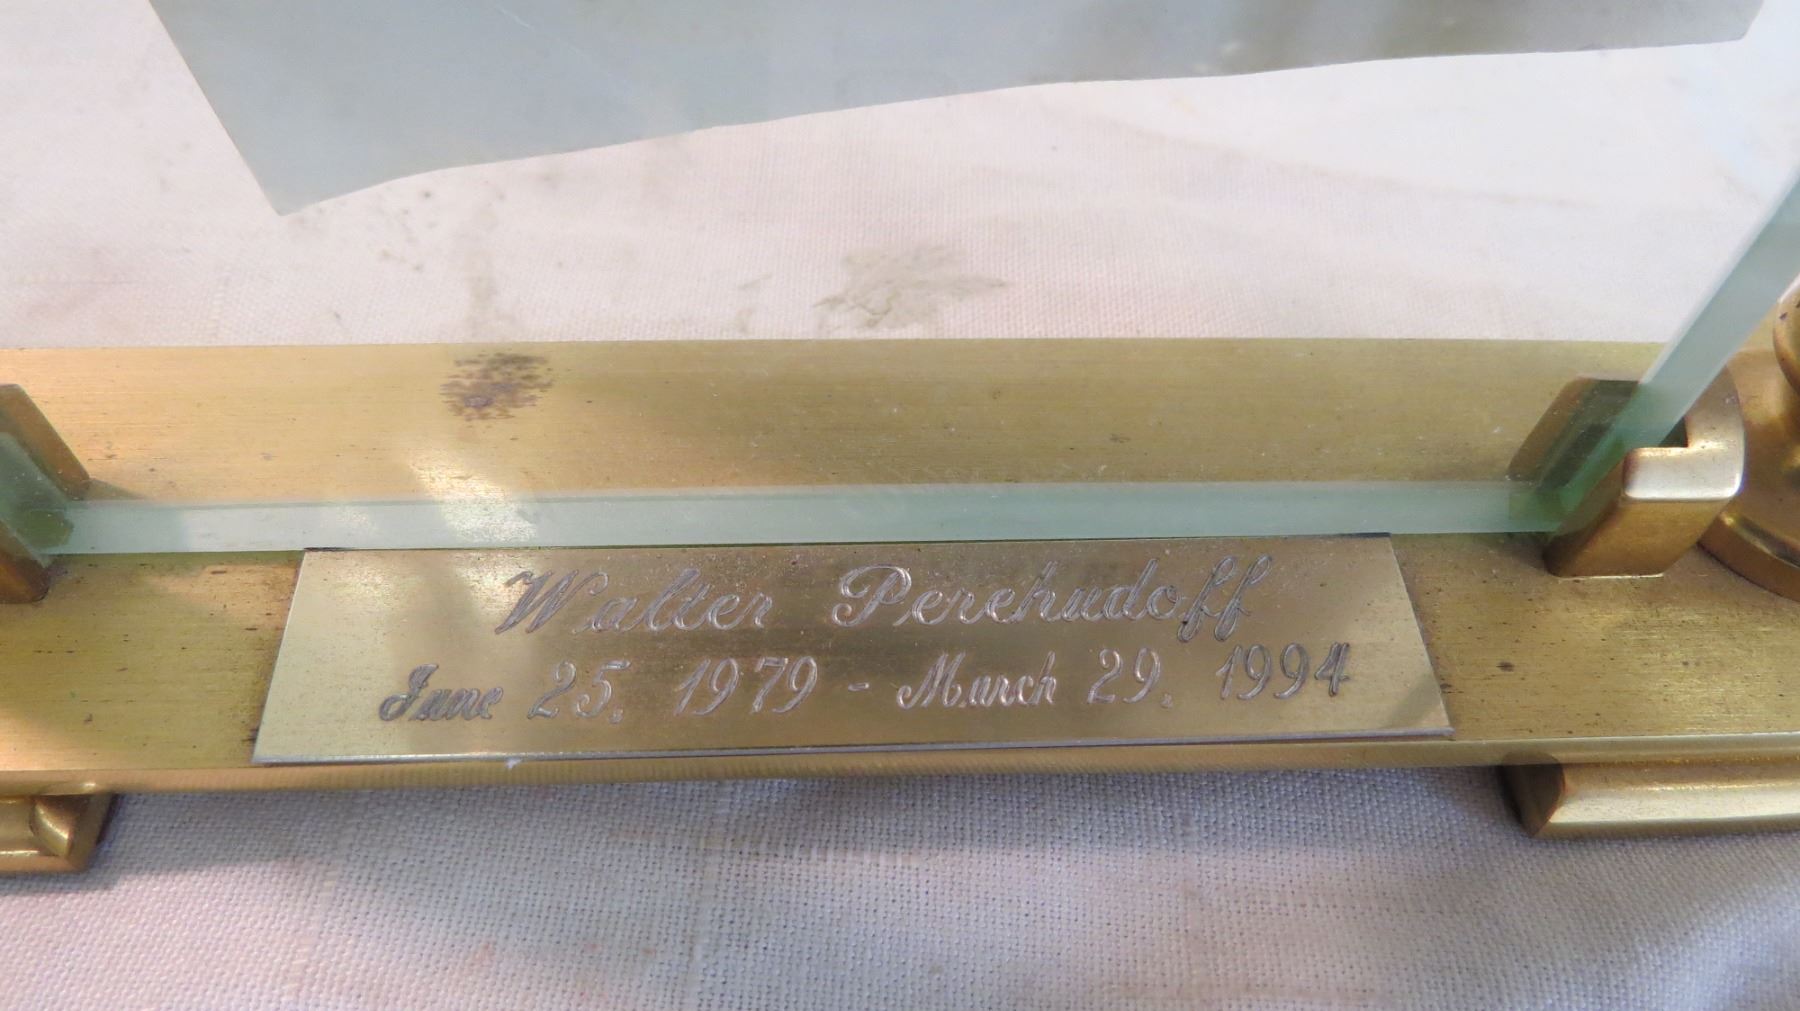 Walter Perehudoff
June 25, 1979 - March 29, 1994